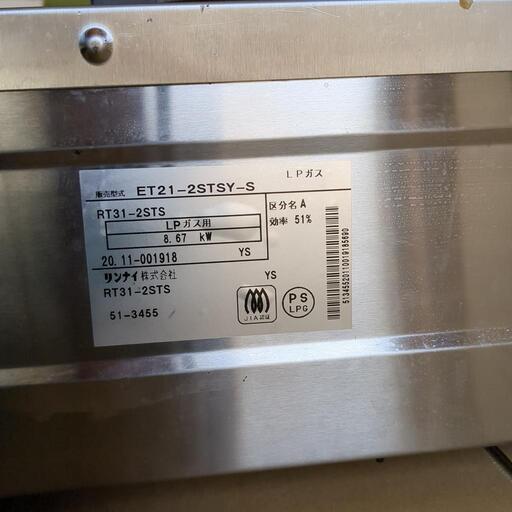 LPガス
販売型式 ET21-2STSY-S
RT31-2STS
LPガス用
8.67 kW
区分名 A
効率 51%
20.11-001918 YS
リンナイ株式会社 YS
RT31-2STS
51-3455
JIA認証
PS
LPG
51345520110019185690